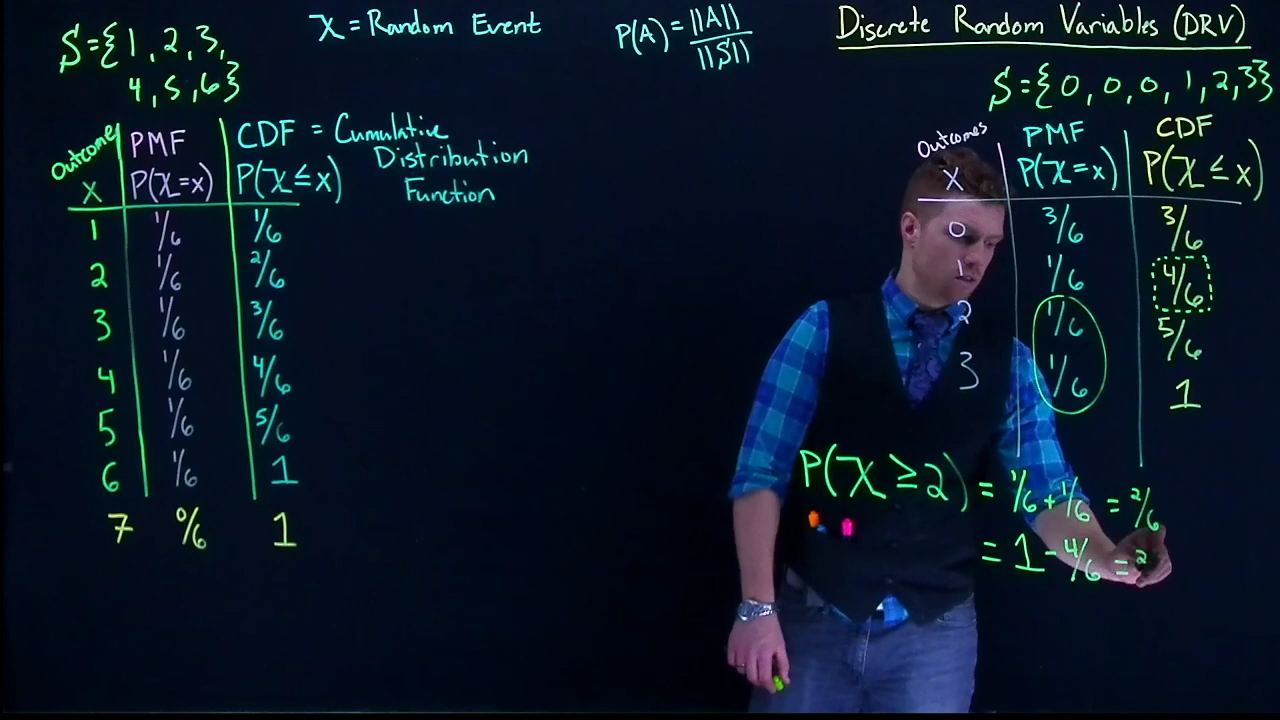 S={1, 2, 3,
4, 5, 6}
X = Random Event
P(A) = ||A|| / ||S||
Discrete Random Variables (DRV)
S={0, 0, 0, 1, 2, 3}
Outcome x | PMF P(X=x) | CDF P(X≤x) = Cumulative Distribution Function
1 1/6 1/6
2 1/6 2/6
3 1/6 3/6
4 1/6 4/6
5 1/6 5/6
6 1/6 1
7 0/6 1
Outcomes x | PMF P(X=x) | CDF P(X≤x)
0 3/6 3/6
1 1/6 4/6
2 1/6 5/6
3 1/6 1
P(X≥2) = 1/6 + 1/6 = 2/6
= 1 - 4/6 = 2